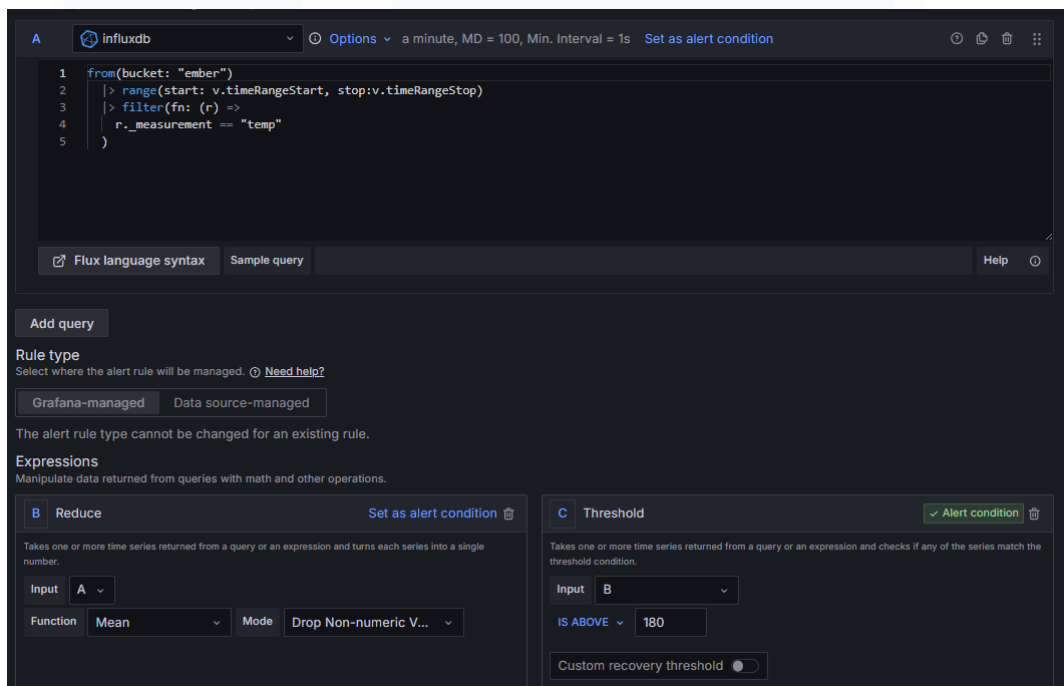 A influxdb Options a minute, MD = 100, Min. Interval = 1s Set as alert condition
1 from(bucket: "ember")
2 |> range(start: v.timeRangeStart, stop:v.timeRangeStop)
3 |> filter(fn: (r) =>
4 r._measurement == "temp"
5 )
Flux language syntax Sample query Help
Add query
Rule type
Select where the alert rule will be managed. Need help?
Grafana-managed Data source-managed
The alert rule type cannot be changed for an existing rule.
Expressions
Manipulate data returned from queries with math and other operations.
B Reduce Set as alert condition
Takes one or more time series returned from a query or an expression and turns each series into a single
number.
Input A
Function Mean Mode Drop Non-numeric V...
C Threshold Alert condition
Takes one or more time series returned from a query or an expression and checks if any of the series match the
threshold condition.
Input B
IS ABOVE 180
Custom recovery threshold